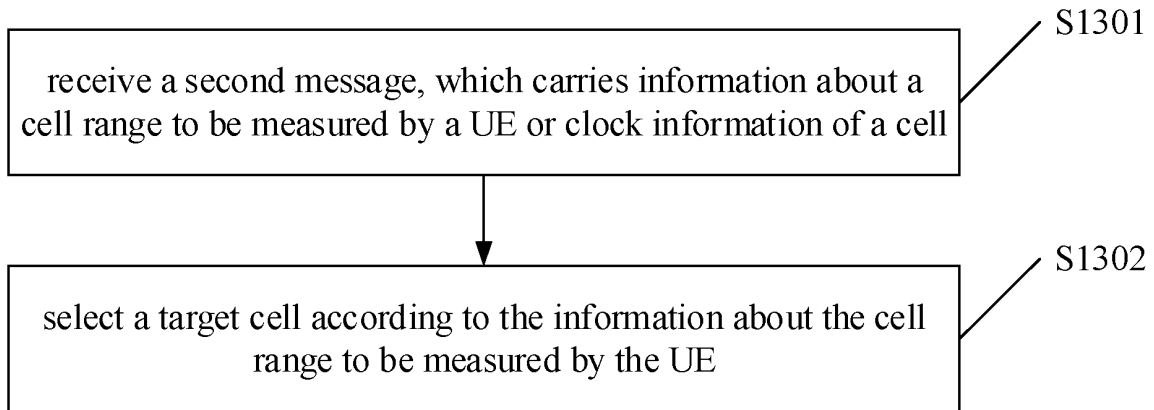 S1301
receive a second message, which carries information about a
cell range to be measured by a UE or clock information of a cell
S1302
select a target cell according to the information about the cell
range to be measured by the UE